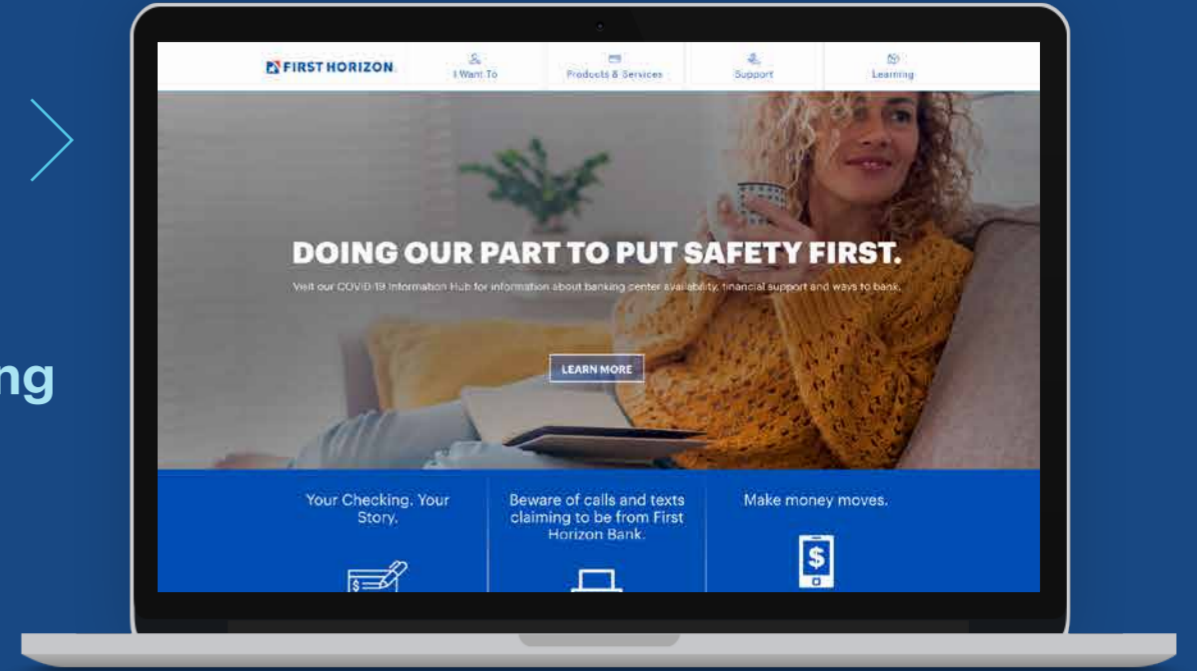 FIRST HORIZON
I Want To
Products & Services
Support
Learning
DOING OUR PART TO PUT SAFETY FIRST.
Visit our COVID-19 Information Hub for information about banking center availability, financial support and ways to bank.
LEARN MORE
ng
Your Checking. Your
Story.
Beware of calls and texts
claiming to be from First
Horizon Bank.
Make money moves.
$
$